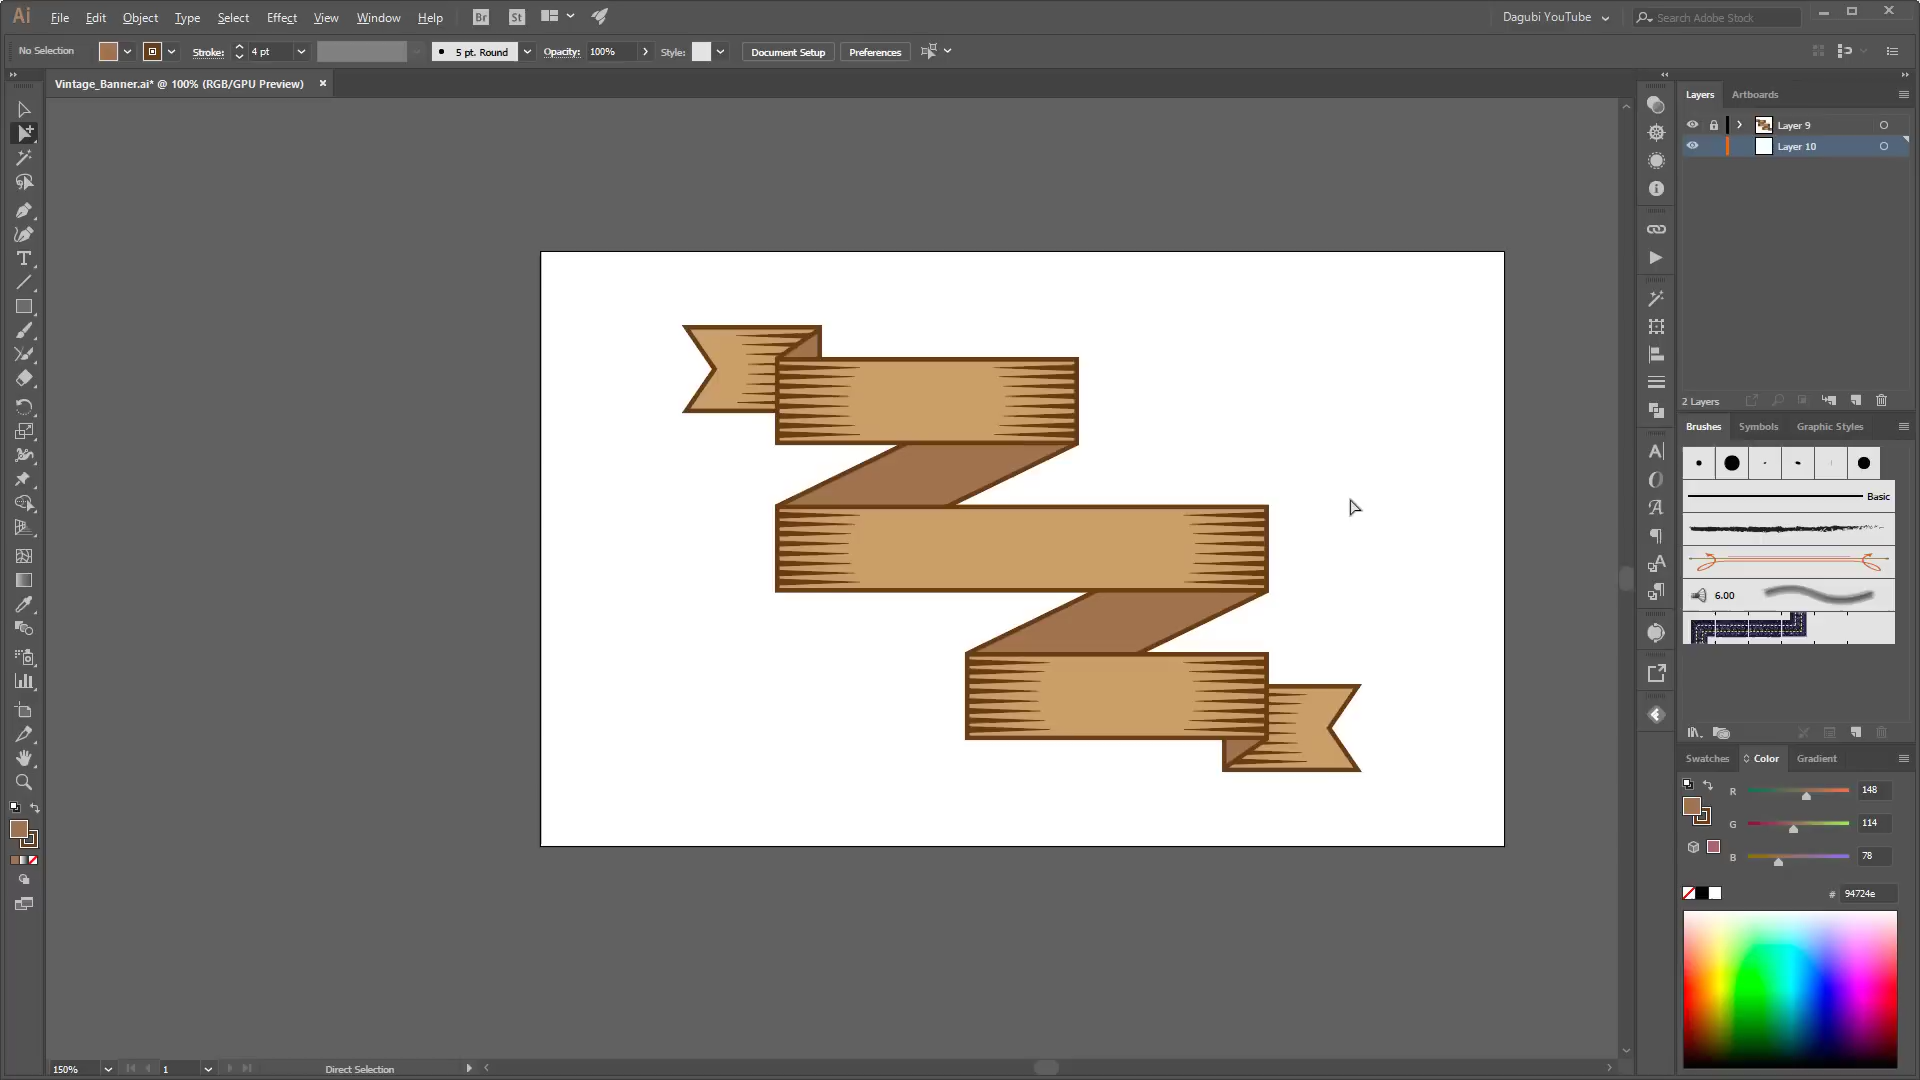 Ai File Edit Object Type Select Effect View Window Help Br St Dagubi YouTube Search Adobe Stock
No Selection Stroke: 4 pt 5 pt. Round Opacity: 100% Style: Document Setup Preferences
Vintage_Banner.ai* @ 100% (RGB/GPU Preview)
Layers Artboards
Layer 9
Layer 10
2 Layers
Brushes Symbols Graphic Styles
Basic
6.00
Swatches Color Gradient
R 148
G 114
B 78
# 94724e
150% 1 Direct Selection